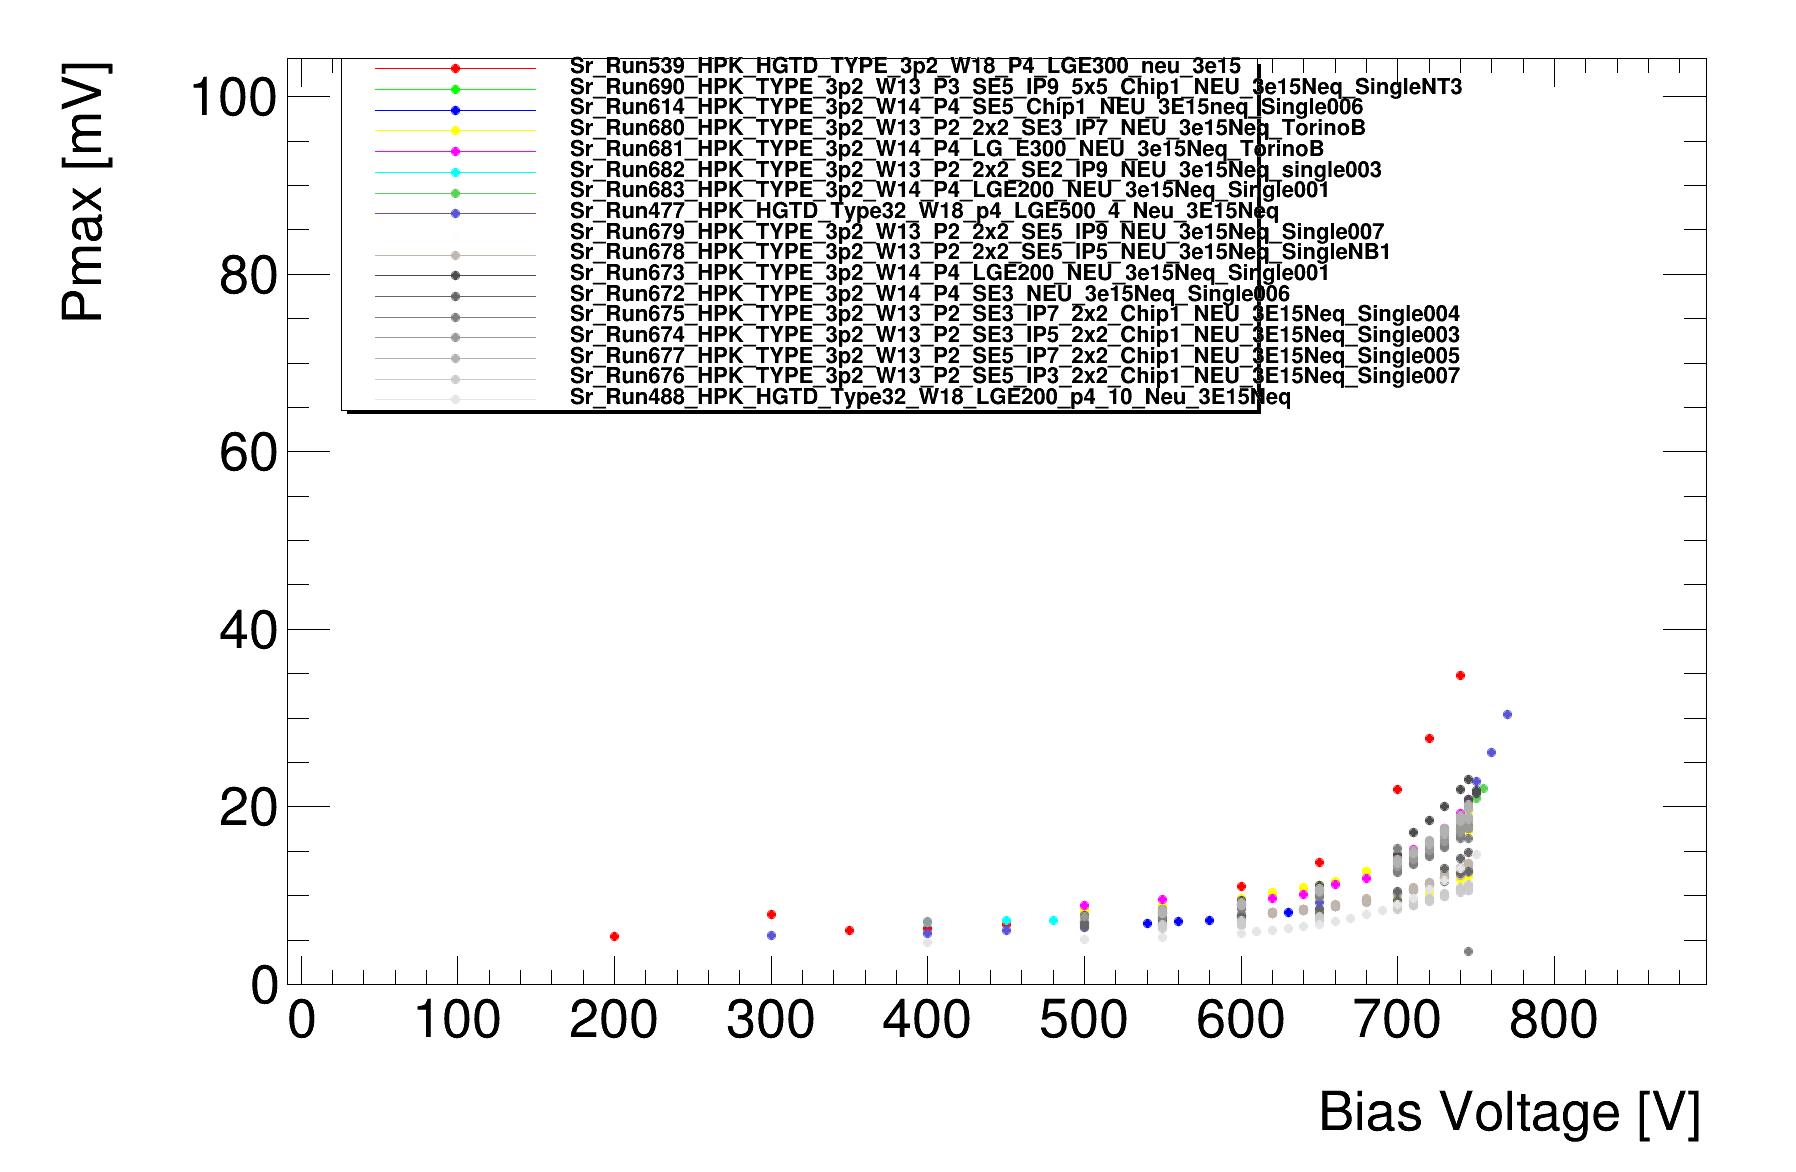 Pmax [mV]
100
80
60
40
20
0
Sr_Run539_HPK_HGTD_TYPE_3p2_W18_P4_LGE300_neu_3e15
Sr_Run690_HPK_TYPE_3p2_W13_P3_SE5_IP9_5x5_Chip1_NEU_3e15Neq_SingleNT3
Sr_Run614_HPK_TYPE_3p2_W14_P4_SE5_Chip1_NEU_3E15neq_Single006
Sr_Run680_HPK_TYPE_3p2_W13_P2_2x2_SE3_IP7_NEU_3e15Neq_TorinoB
Sr_Run681_HPK_TYPE_3p2_W14_P4_LG_E300_NEU_3e15Neq_TorinoB
Sr_Run682_HPK_TYPE_3p2_W13_P2_2x2_SE2_IP9_NEU_3e15Neq_single003
Sr_Run683_HPK_TYPE_3p2_W14_P4_LGE200_NEU_3e15Neq_Single001
Sr_Run477_HPK_HGTD_Type32_W18_p4_LGE500_4_Neu_3E15Neq
Sr_Run679_HPK_TYPE_3p2_W13_P2_2x2_SE5_IP9_NEU_3e15Neq_Single007
Sr_Run678_HPK_TYPE_3p2_W13_P2_2x2_SE5_IP5_NEU_3e15Neq_SingleNB1
Sr_Run673_HPK_TYPE_3p2_W14_P4_LGE200_NEU_3e15Neq_Single001
Sr_Run672_HPK_TYPE_3p2_W14_P4_SE3_NEU_3e15Neq_Single006
Sr_Run675_HPK_TYPE_3p2_W13_P2_SE3_IP7_2x2_Chip1_NEU_3E15Neq_Single004
Sr_Run674_HPK_TYPE_3p2_W13_P2_SE3_IP5_2x2_Chip1_NEU_3E15Neq_Single003
Sr_Run677_HPK_TYPE_3p2_W13_P2_SE5_IP7_2x2_Chip1_NEU_3E15Neq_Single005
Sr_Run676_HPK_TYPE_3p2_W13_P2_SE5_IP3_2x2_Chip1_NEU_3E15Neq_Single007
Sr_Run488_HPK_HGTD_Type32_W18_LGE200_p4_10_Neu_3E15Neq
0 100 200 300 400 500 600 700 800
Bias Voltage [V]